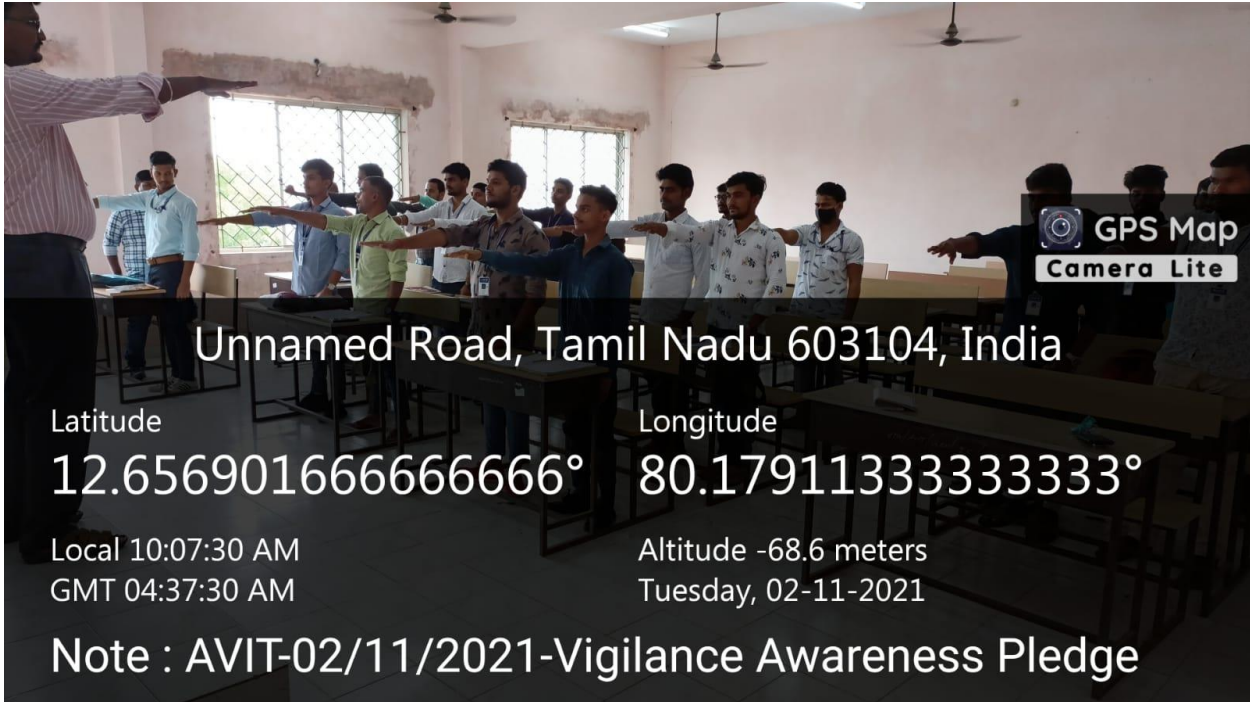 GPS Map
Camera Lite
Unnamed Road, Tamil Nadu 603104, India
Latitude
12.656901666666666°
Longitude
80.17911333333333°
Local 10:07:30 AM
GMT 04:37:30 AM
Altitude -68.6 meters
Tuesday, 02-11-2021
Note : AVIT-02/11/2021-Vigilance Awareness Pledge